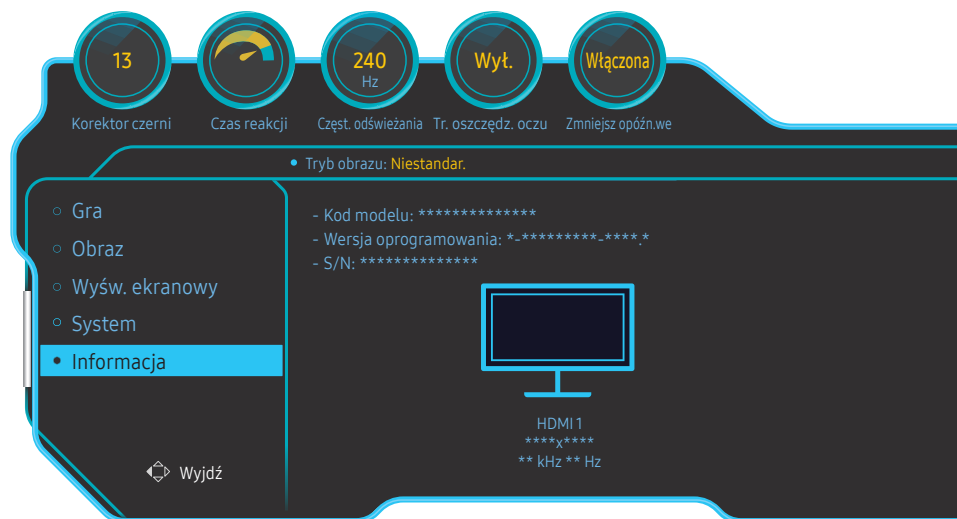 13
240
Hz
Wył.
Włączona
Korektor czerni
Czas reakcji
Częst. odświeżania
Tr. oszczędz. oczu
Zmniejsz opóźn.we
• Tryb obrazu: Niestandar.
Gra
Obraz
Wyśw. ekranowy
System
Informacja
- Kod modelu: **************
- Wersja oprogramowania: *-*********-****.*
- S/N: **************
HDMI 1
****x****
** kHz ** Hz
Wyjdź